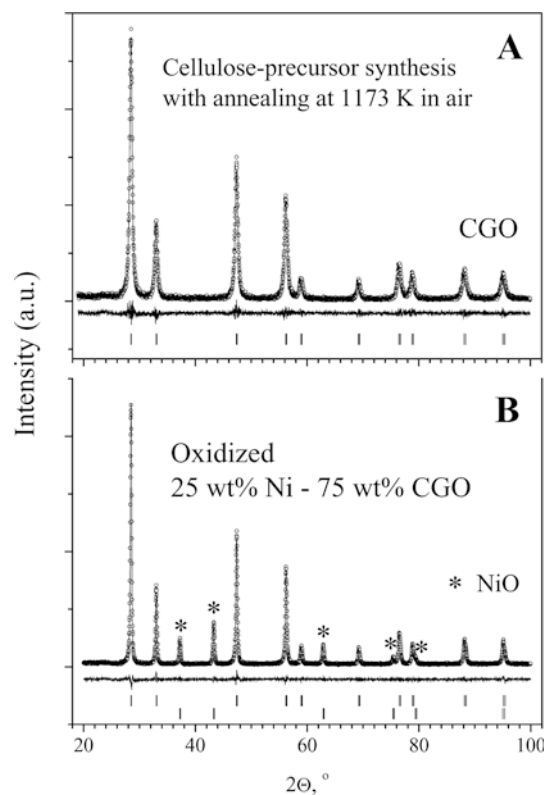 A
Cellulose-precursor synthesis
with annealing at 1173 K in air
CGO
Intensity (a.u.)
B
Oxidized
25 wt% Ni - 75 wt% CGO
* NiO
*
*
*
*
*
20 40 60 80 100
2Θ, °